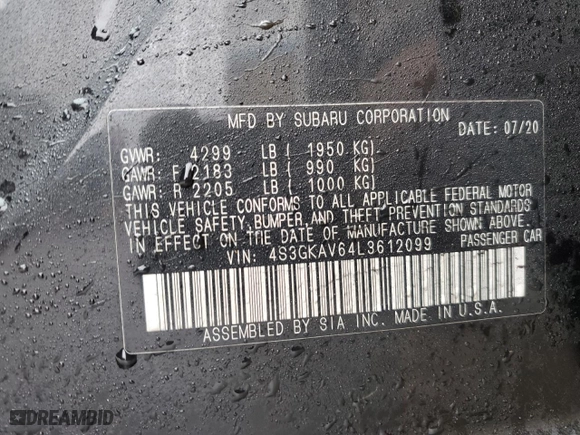 MFD BY SUBARU CORPORATION
DATE: 07/20
GVWR: 4299 LB ( 1950 KG)
GAWR: F 2183 LB ( 990 KG)
GAWR: R 2205 LB ( 1000 KG)
THIS VEHICLE CONFORMS TO ALL APPLICABLE FEDERAL MOTOR
VEHICLE SAFETY, BUMPER, AND THEFT PREVENTION STANDARDS
IN EFFECT ON THE DATE OF MANUFACTURE SHOWN ABOVE.
VIN: 4S3GKAV64L3612099 PASSENGER CAR
ASSEMBLED BY SIA INC. MADE IN U.S.A.
DREAMBID